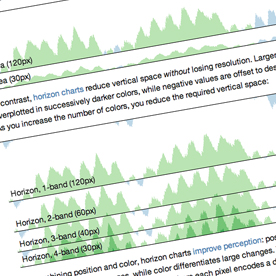 a (120px)
ea (30px)
contrast, horizon charts reduce vertical space without losing resolution. Larger
verplotted in successively darker colors, while negative values are offset to des
s you increase the number of colors, you reduce the required vertical space:
Horizon, 1-band (120px)
Horizon, 2-band (60px)
Horizon, 3-band (40px)
Horizon, 4-band (30px)
bining position and color, horizon charts improve perception: pos
es, while color differentiates large changes.
each pixel encodes a d